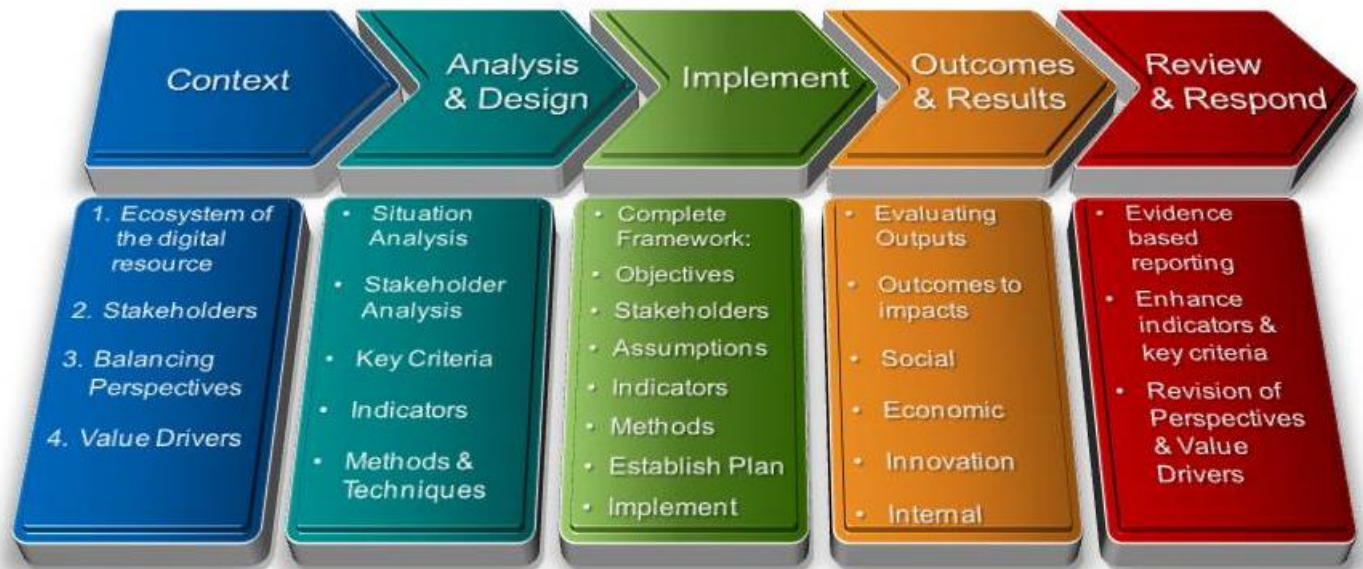 Context
Analysis
& Design
Implement
Outcomes
& Results
Review
& Respond
1. Ecosystem of
the digital
resource
2. Stakeholders
3. Balancing
Perspectives
4. Value Drivers
• Situation
Analysis
• Stakeholder
Analysis
• Key Criteria
• Indicators
• Methods &
Techniques
• Complete
Framework:
• Objectives
• Stakeholders
• Assumptions
• Indicators
• Methods
• Establish Plan
• Implement
• Evaluating
Outputs
• Outcomes to
impacts
• Social
• Economic
• Innovation
• Internal
• Evidence
based
reporting
• Enhance
indicators &
key criteria
• Revision of
Perspectives
& Value
Drivers